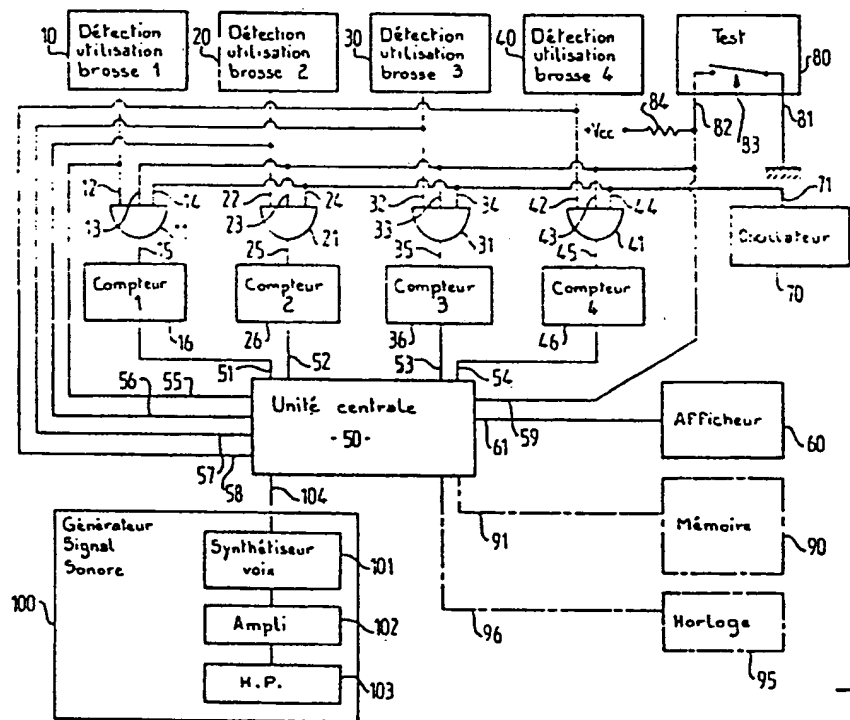 10
Détection
utilisation
brosse 1
20
Détection
utilisation
brosse 2
30
Détection
utilisation
brosse 3
40
Détection
utilisation
brosse 4
Test
80
84
+Vcc
82
83
81
12
13
14
22
23
24
21
32
33
34
31
42
43
44
41
71
Oscillateur
70
15
25
35
45
Compteur
1
16
Compteur
2
26
Compteur
3
36
Compteur
4
46
51
52
53
54
55
56
57
58
Unité centrale
-50-
59
61
Afficheur
60
104
91
Mémoire
90
96
Horloge
95
100
Générateur
Signal
Sonore
Synthétiseur
voix
101
Ampli
102
H.P.
103